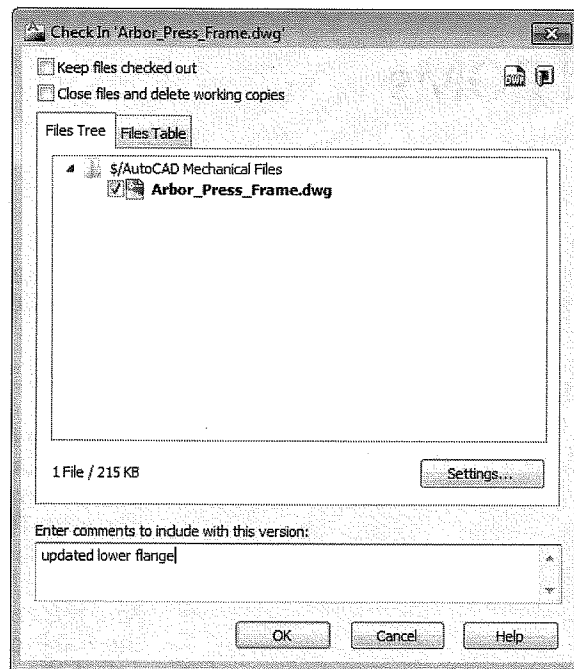 Check In 'Arbor_Press_Frame.dwg'
Keep files checked out
Close files and delete working copies
Files Tree
Files Table
$/AutoCAD Mechanical Files
Arbor_Press_Frame.dwg
1 File / 215 KB
Settings...
Enter comments to include with this version:
updated lower flange
OK
Cancel
Help